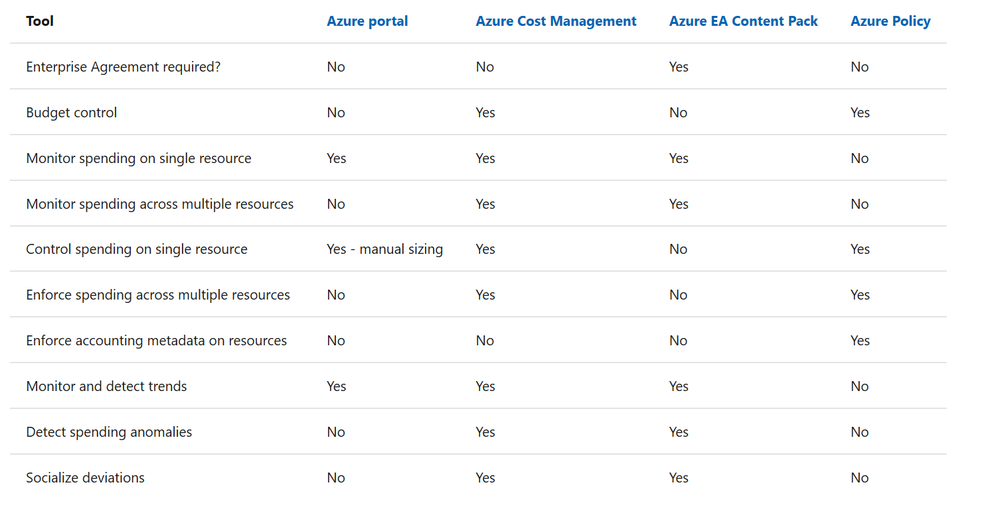 Tool Azure portal Azure Cost Management Azure EA Content Pack Azure Policy
Enterprise Agreement required? No No Yes No
Budget control No Yes No Yes
Monitor spending on single resource Yes Yes Yes No
Monitor spending across multiple resources No Yes Yes No
Control spending on single resource Yes - manual sizing Yes No Yes
Enforce spending across multiple resources No Yes No Yes
Enforce accounting metadata on resources No No No Yes
Monitor and detect trends Yes Yes Yes No
Detect spending anomalies No Yes Yes No
Socialize deviations No Yes Yes No